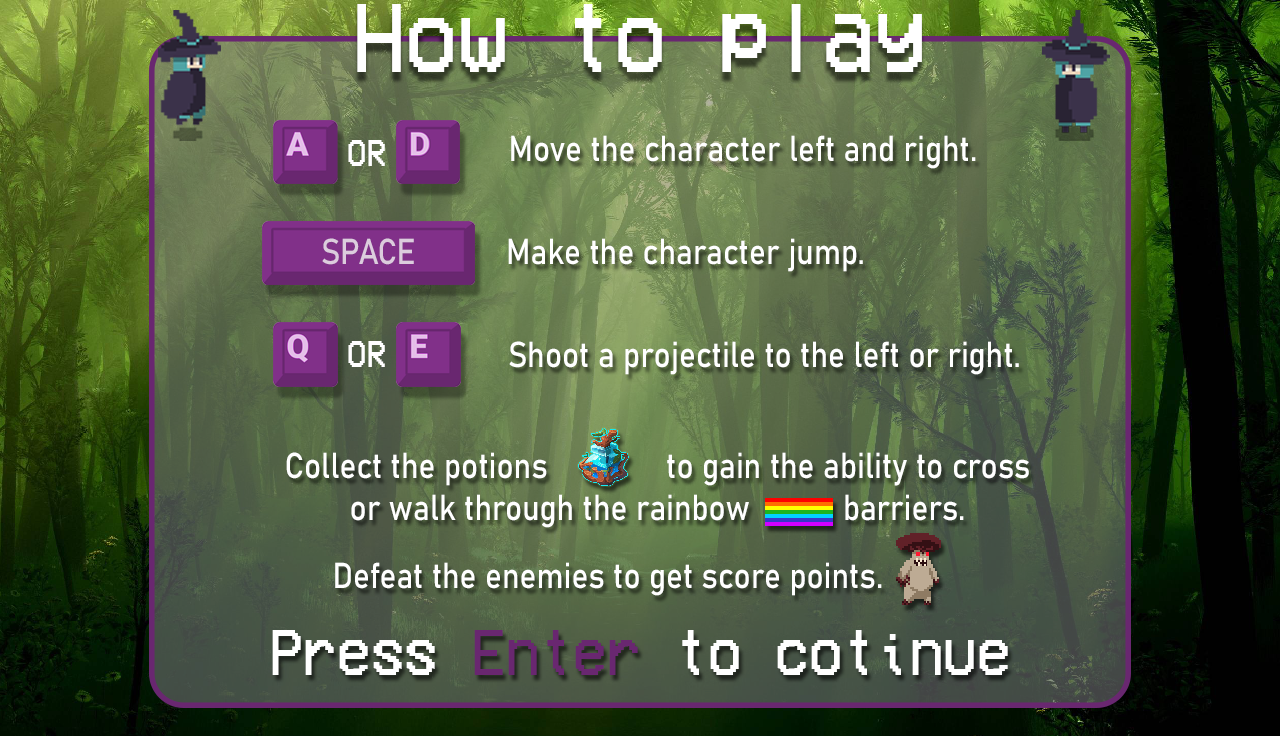 How to play
A OR D Move the character left and right.
SPACE Make the character jump.
Q OR E Shoot a projectile to the left or right.
Collect the potions to gain the ability to cross
or walk through the rainbow barriers.
Defeat the enemies to get score points.
Press Enter to cotinue